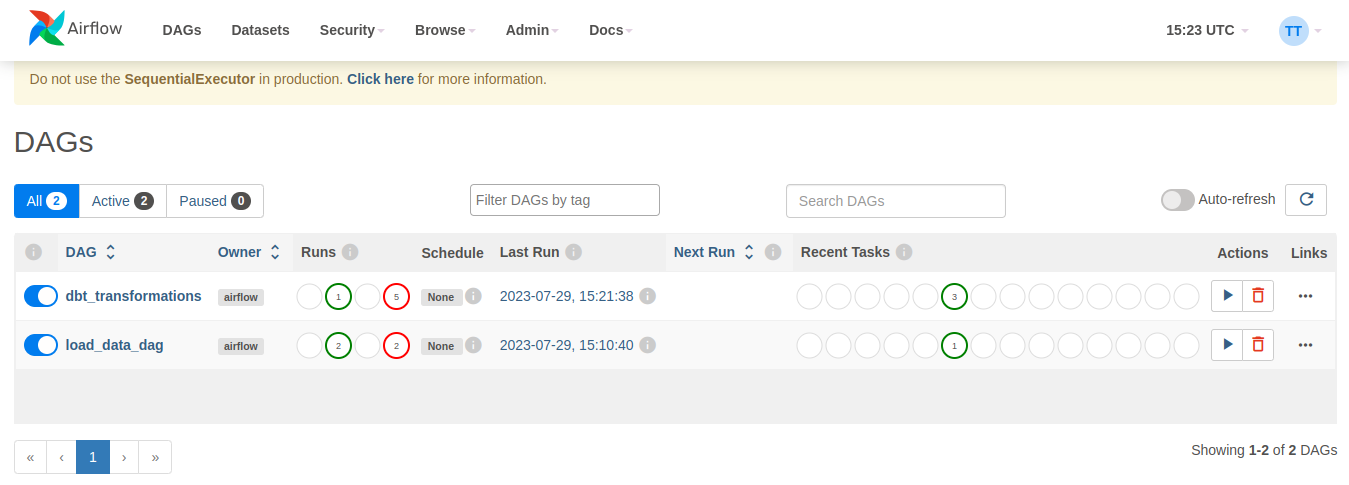 Airflow DAGs Datasets Security Browse Admin Docs 15:23 UTC TT
Do not use the SequentialExecutor in production. Click here for more information.
DAGs
All 2 Active 2 Paused 0 Filter DAGs by tag Search DAGs Auto-refresh
i DAG Owner Runs i Schedule Last Run i Next Run i Recent Tasks i Actions Links
dbt_transformations airflow 1 5 None i 2023-07-29, 15:21:38 i 3
load_data_dag airflow 2 2 None i 2023-07-29, 15:10:40 i 1
« ‹ 1 › » Showing 1-2 of 2 DAGs